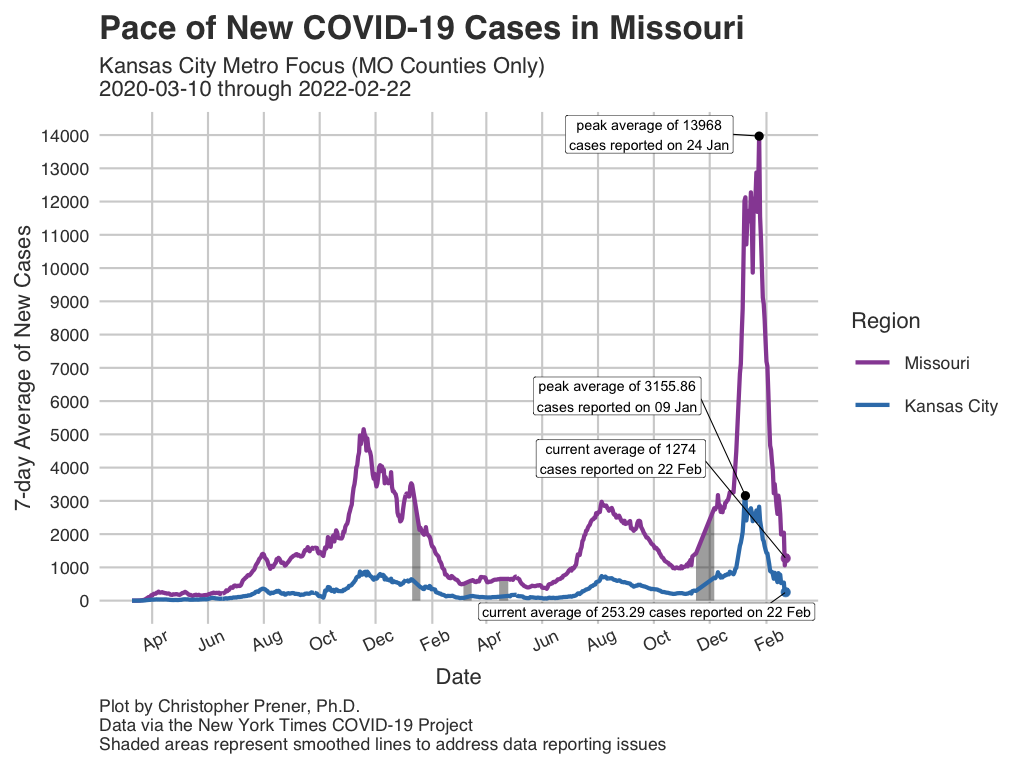 Pace of New COVID-19 Cases in Missouri
Kansas City Metro Focus (MO Counties Only)
2020-03-10 through 2022-02-22
7-day Average of New Cases
14000
13000
12000
11000
10000
9000
8000
7000
6000
5000
4000
3000
2000
1000
0
peak average of 13968
cases reported on 24 Jan
peak average of 3155.86
cases reported on 09 Jan
current average of 1274
cases reported on 22 Feb
current average of 253.29 cases reported on 22 Feb
Apr Jun Aug Oct Dec Feb Apr Jun Aug Oct Dec Feb
Date
Region
Missouri
Kansas City
Plot by Christopher Prener, Ph.D.
Data via the New York Times COVID-19 Project
Shaded areas represent smoothed lines to address data reporting issues